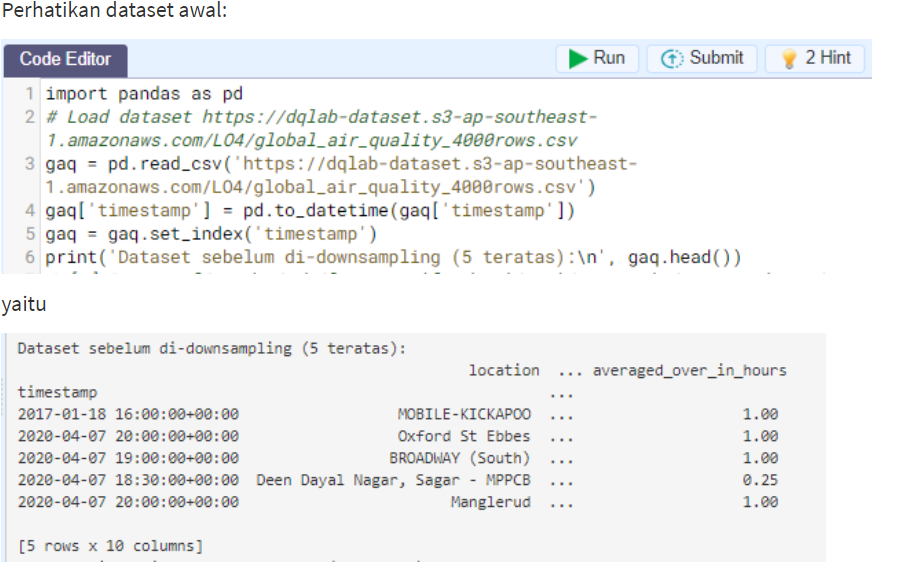 Perhatikan dataset awal:
Code Editor
Run
Submit
2 Hint
1 import pandas as pd
2 # Load dataset https://dqlab-dataset.s3-ap-southeast-
1.amazonaws.com/LO4/global_air_quality_4000rows.csv
3 gaq = pd.read_csv('https://dqlab-dataset.s3-ap-southeast-
1.amazonaws.com/LO4/global_air_quality_4000rows.csv')
4 gaq['timestamp'] = pd.to_datetime(gaq['timestamp'])
5 gaq = gaq.set_index('timestamp')
6 print('Dataset sebelum di-downsampling (5 teratas):\n', gaq.head())
yaitu
Dataset sebelum di-downsampling (5 teratas):
location ... averaged_over_in_hours
timestamp ...
2017-01-18 16:00:00+00:00 MOBILE-KICKAPOO ... 1.00
2020-04-07 20:00:00+00:00 Oxford St Ebbes ... 1.00
2020-04-07 19:00:00+00:00 BROADWAY (South) ... 1.00
2020-04-07 18:30:00+00:00 Deen Dayal Nagar, Sagar - MPPCB ... 0.25
2020-04-07 20:00:00+00:00 Manglerud ... 1.00
[5 rows x 10 columns]